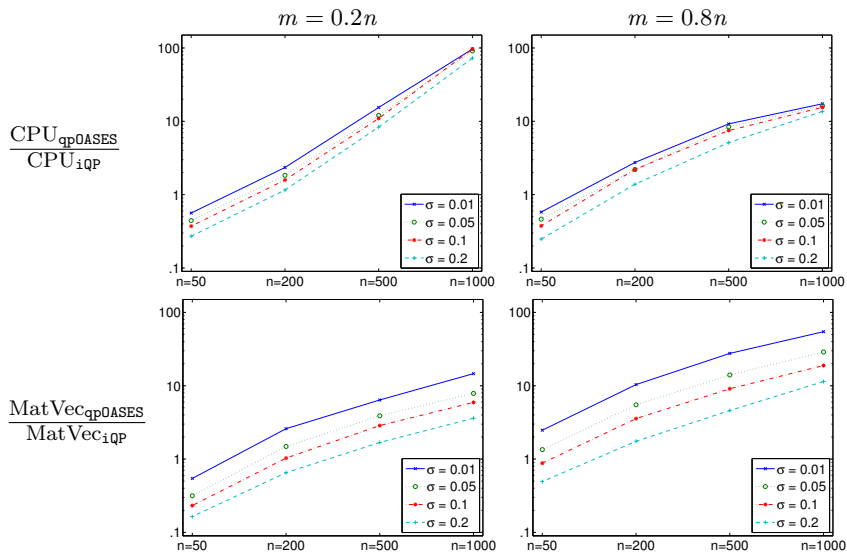 m = 0.2n
m = 0.8n
CPU_qpOASES
CPU_iQP
100
10
1
.1
n=50
n=200
n=500
n=1000
σ = 0.01
σ = 0.05
σ = 0.1
σ = 0.2
100
10
1
.1
n=50
n=200
n=500
n=1000
σ = 0.01
σ = 0.05
σ = 0.1
σ = 0.2
MatVec_qpOASES
MatVec_iQP
100
10
1
.1
n=50
n=200
n=500
n=1000
σ = 0.01
σ = 0.05
σ = 0.1
σ = 0.2
100
10
1
.1
n=50
n=200
n=500
n=1000
σ = 0.01
σ = 0.05
σ = 0.1
σ = 0.2